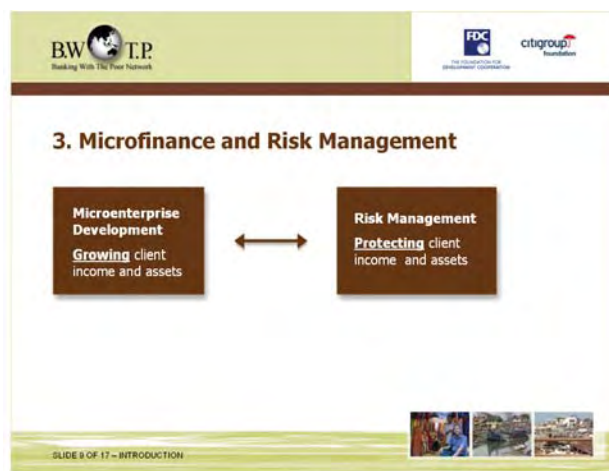 B.W T.P.
Banking With The Poor Network
FDC
THE FOUNDATION FOR
DEVELOPMENT COOPERATION
citigroup
foundation
3. Microfinance and Risk Management
Microenterprise
Development
Growing client
income and assets
Risk Management
Protecting client
income and assets
SLIDE 9 OF 17 – INTRODUCTION